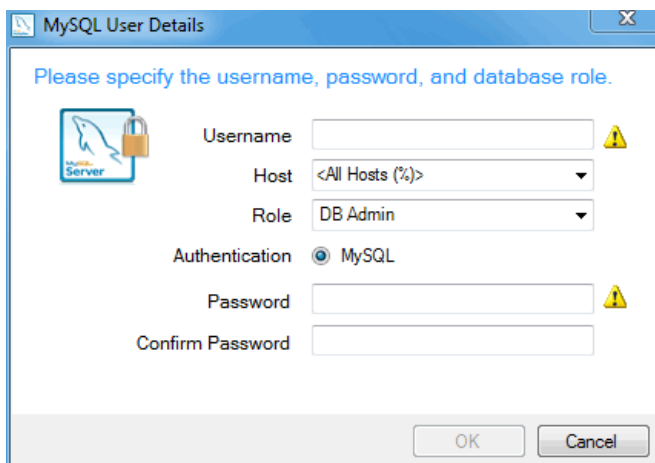 MySQL User Details
Please specify the username, password, and database role.
MySQL
Server
Username
Host <All Hosts (%)>
Role DB Admin
Authentication MySQL
Password
Confirm Password
OK Cancel